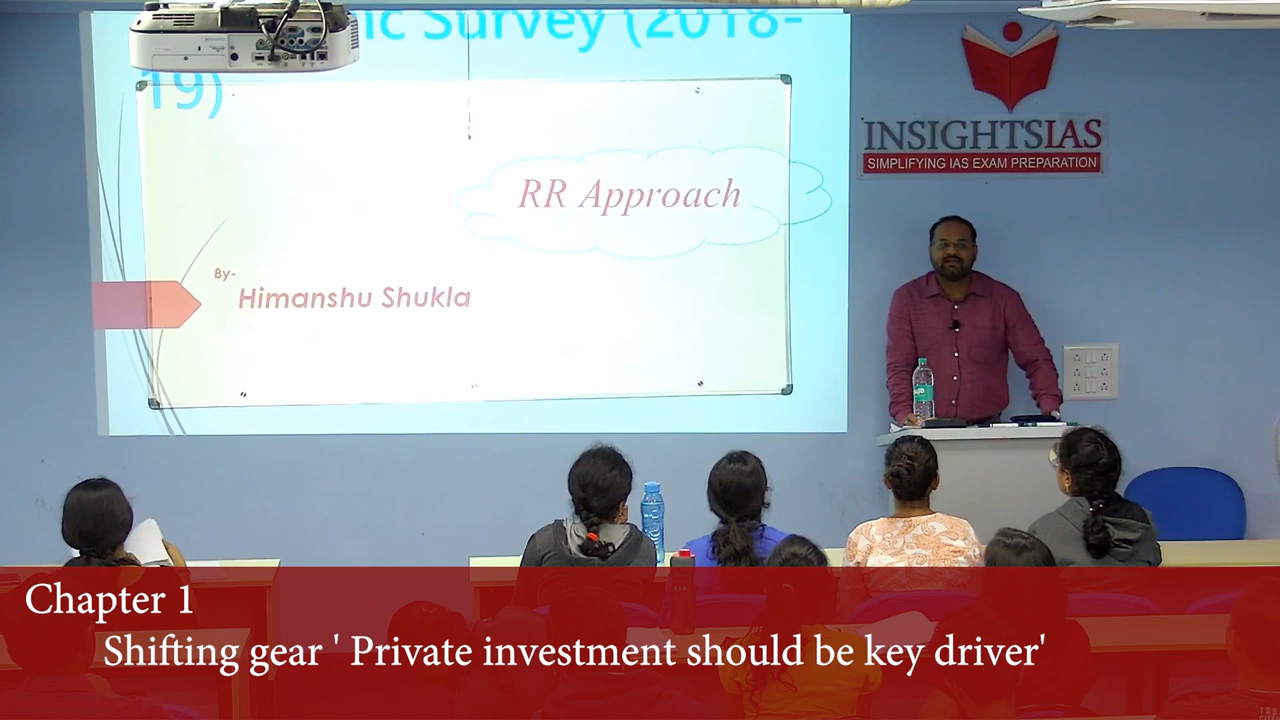 ic Survey (2018-
19)
RR Approach
By-
Himanshu Shukla
INSIGHTSIAS
SIMPLIFYING IAS EXAM PREPARATION
Chapter 1
Shifting gear ' Private investment should be key driver'